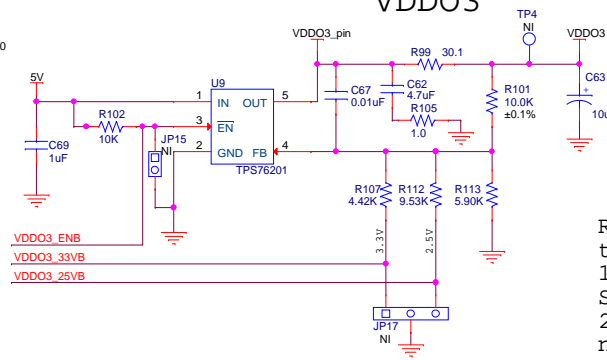 VDDO3
TP4
NI
VDDO3_pin
VDDO3
R99 30.1
0
5V
U9
1 IN OUT 5
3 EN
2 GND FB 4
TPS76201
R102
10K
C69
1uF
JP15
NI
C67
0.01uF
C62
4.7uF
R105
1.0
R101
10.0K
±0.1%
C63
+
R107
4.42K
R112
9.53K
R113
5.90K
3.3V
2.5V
VDDO3_ENB
VDDO3_33VB
VDDO3_25VB
JP17
NI